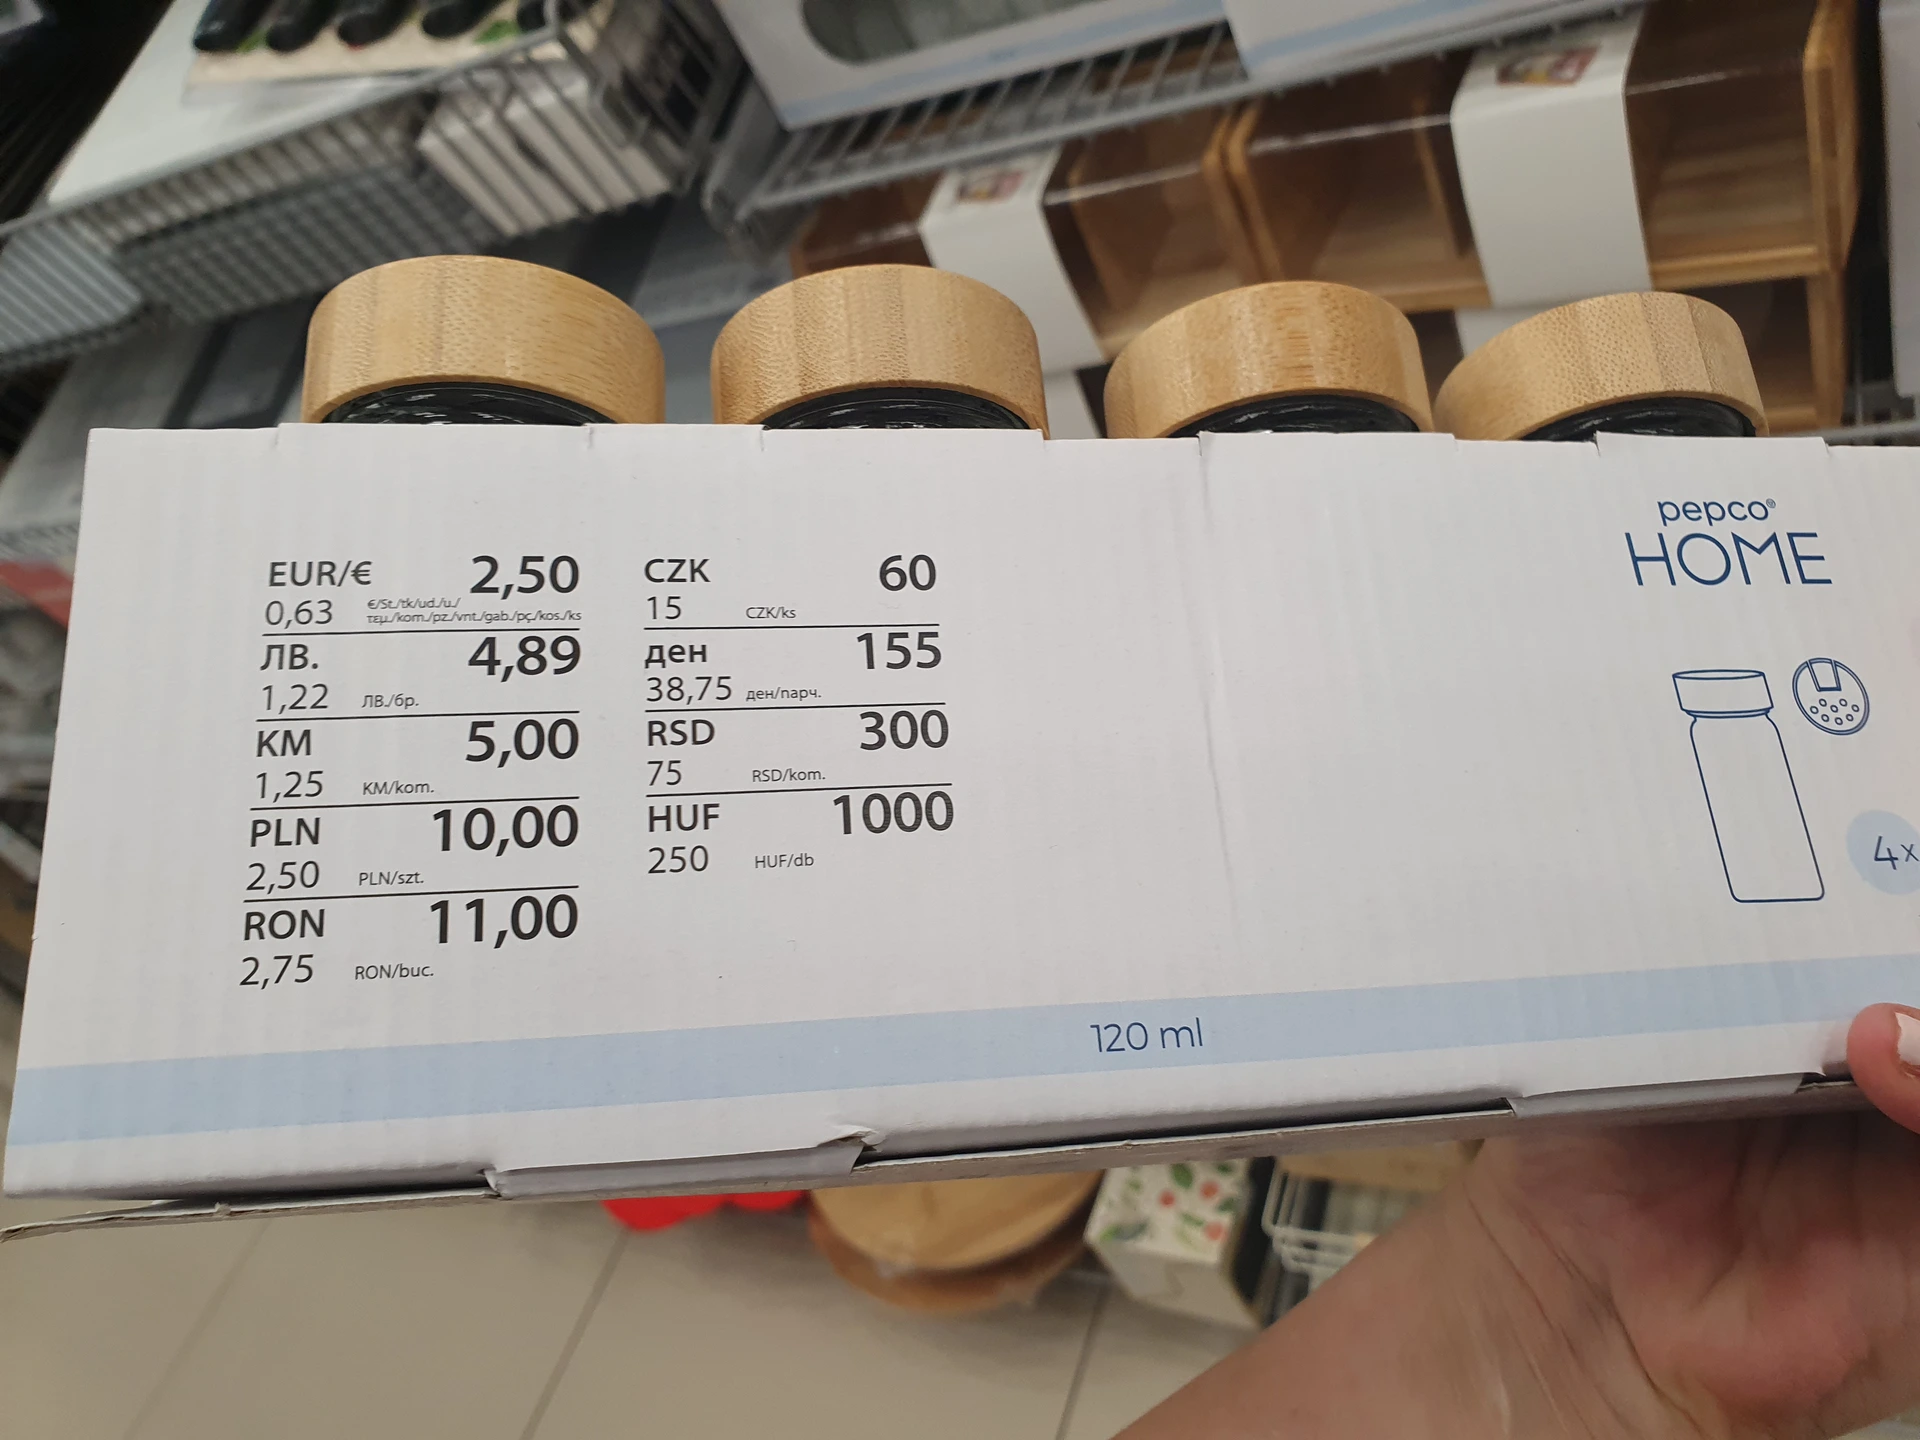 EUR/€ 2,50
0,63 €/St./tk/ud./u./
τεμ./kom./pz./vnt./gab./pç/kos./ks
ЛВ. 4,89
1,22 ЛВ./бр.
KM 5,00
1,25 KM/kom.
PLN 10,00
2,50 PLN/szt.
RON 11,00
2,75 RON/buc.
CZK 60
15 CZK/ks
ден 155
38,75 ден/парч.
RSD 300
75 RSD/kom.
HUF 1000
250 HUF/db
pepco®
HOME
4x
120 ml